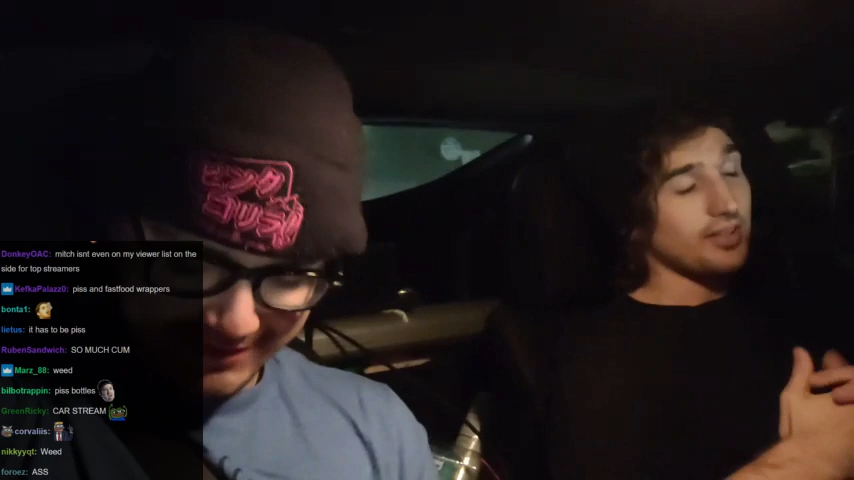 DonkeyOAC: mitch isnt even on my viewer list on the
side for top streamers
KefkaPalazz0: piss and fastfood wrappers
bonta1:
lietus: it has to be piss
RubenSandwich: SO MUCH CUM
Marz_88: weed
bilbotrappin: piss bottles
GreenRicky: CAR STREAM
corvaliis:
nikkyyqt: Weed
foroez: ASS